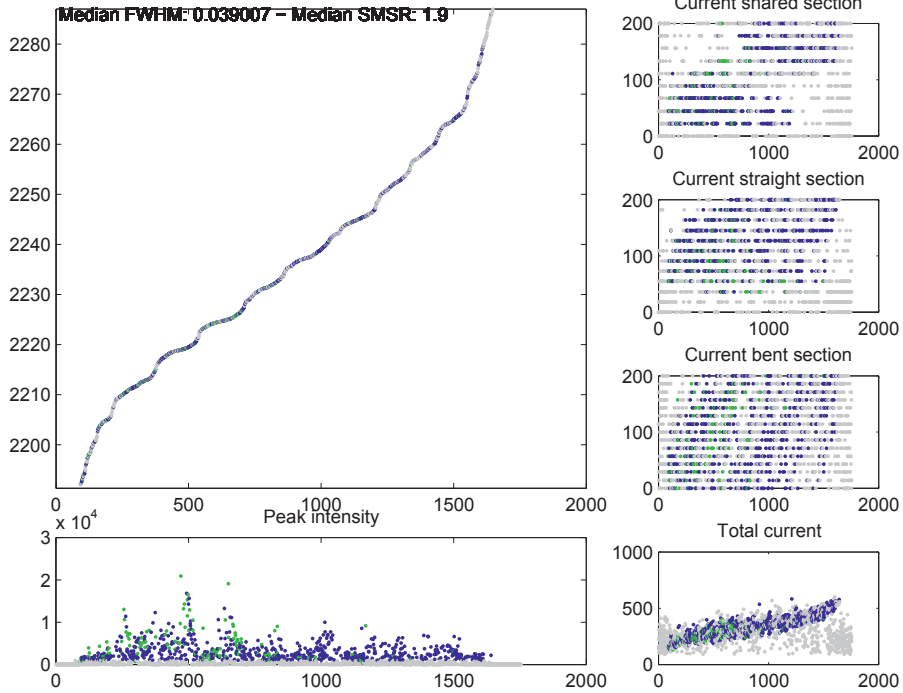 Median FWHM: 0.039007 − Median SMSR: 1.9
2280
2270
2260
2250
2240
2230
2220
2210
2200
0 500 1000 1500 2000
x 10^4
Peak intensity
3
2
1
0
0 500 1000 1500 2000
Current shared section
200
100
0
0 1000 2000
Current straight section
200
100
0
0 1000 2000
Current bent section
200
100
0
0 1000 2000
Total current
1000
500
0
0 1000 2000